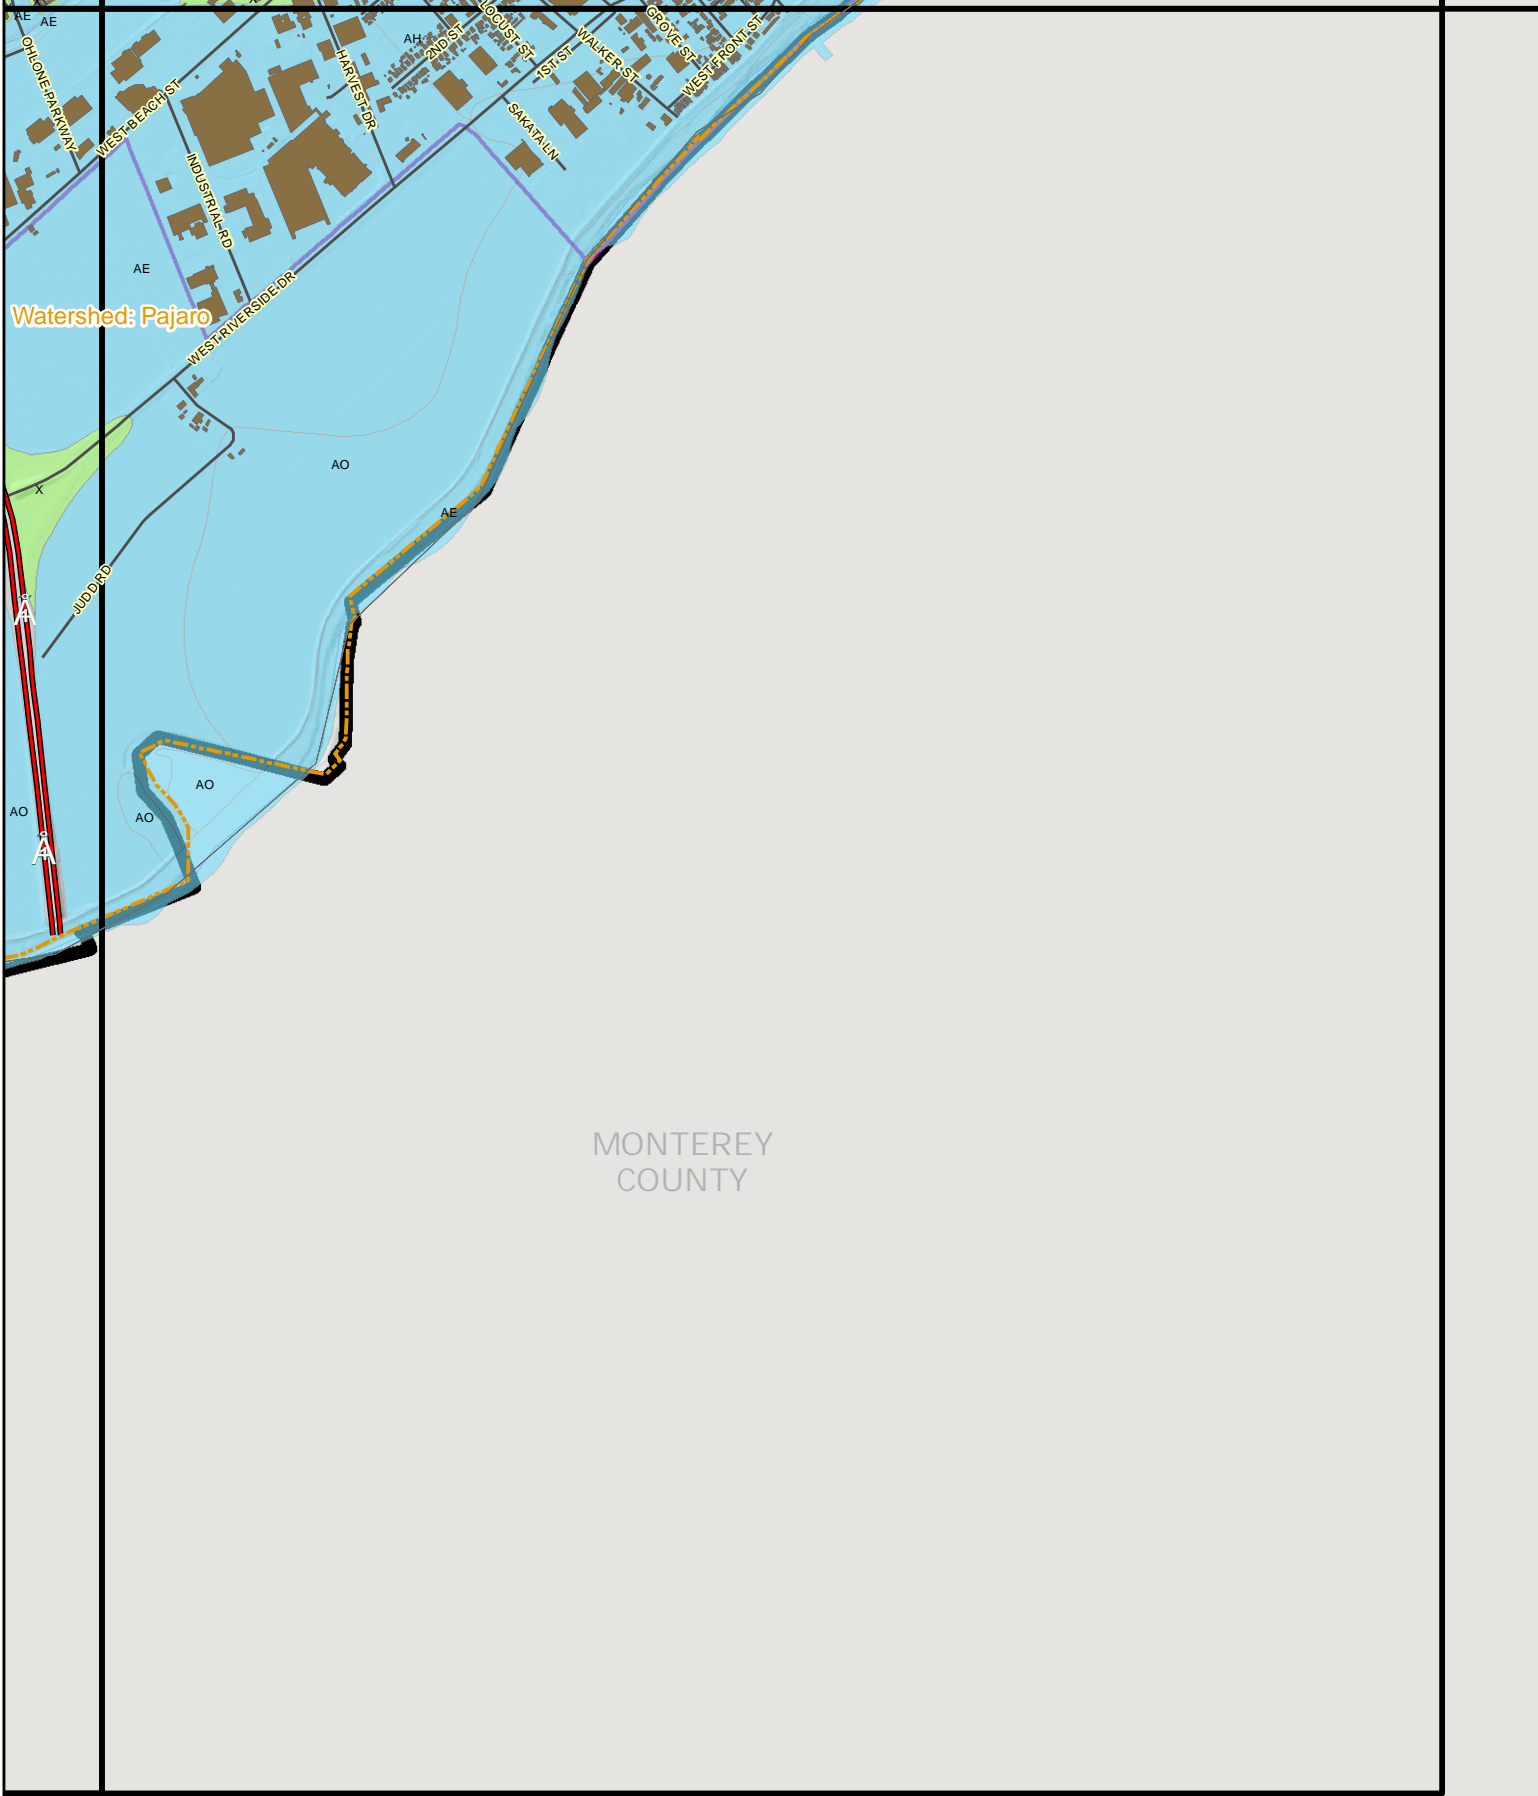 AE
AE
OHLONE PARKWAY
WEST BEACH ST
INDUSTRIAL RD
HARVEST DR
AH
2ND ST
LOCUST ST
1ST ST
WALKER ST
GROVE ST
WEST FRONT ST
SAKATA LN
AE
Watershed: Pajaro
WEST RIVERSIDE DR
AO
X
AE
JUDD RD
AO
AO
AO
MONTEREY
COUNTY